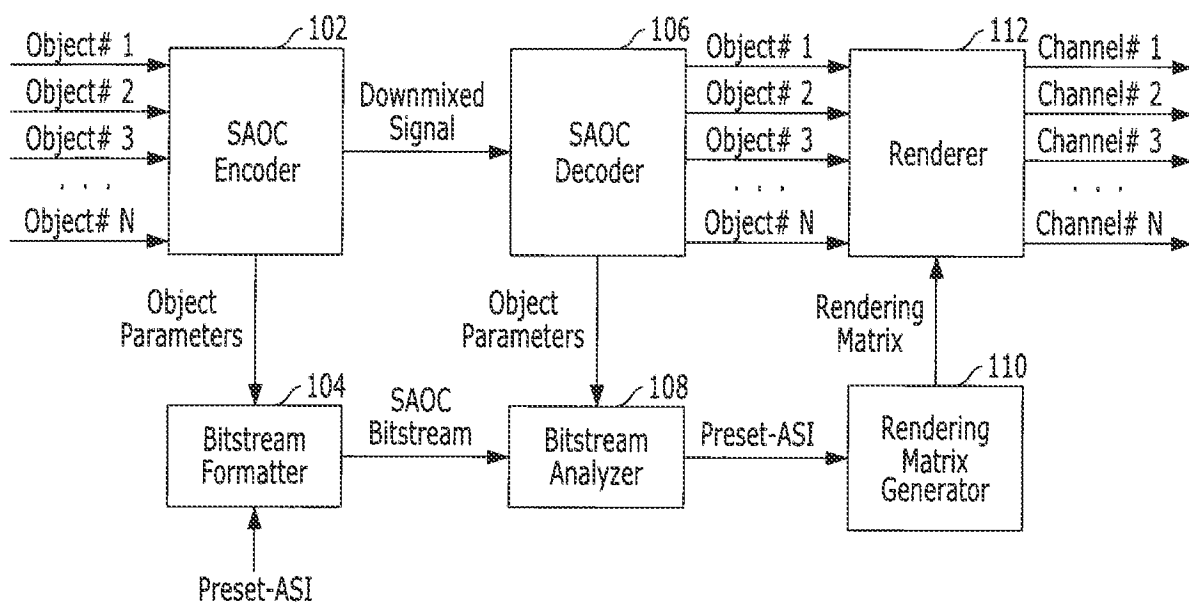 102
106
112
Object# 1
Object# 2
Object# 3
. . .
Object# N
SAOC
Encoder
Downmixed
Signal
SAOC
Decoder
Object# 1
Object# 2
Object# 3
. . .
Object# N
Renderer
Channel# 1
Channel# 2
Channel# 3
. . .
Channel# N
Object
Parameters
Object
Parameters
Rendering
Matrix
104
108
110
Bitstream
Formatter
SAOC
Bitstream
Bitstream
Analyzer
Preset-ASI
Rendering
Matrix
Generator
Preset-ASI